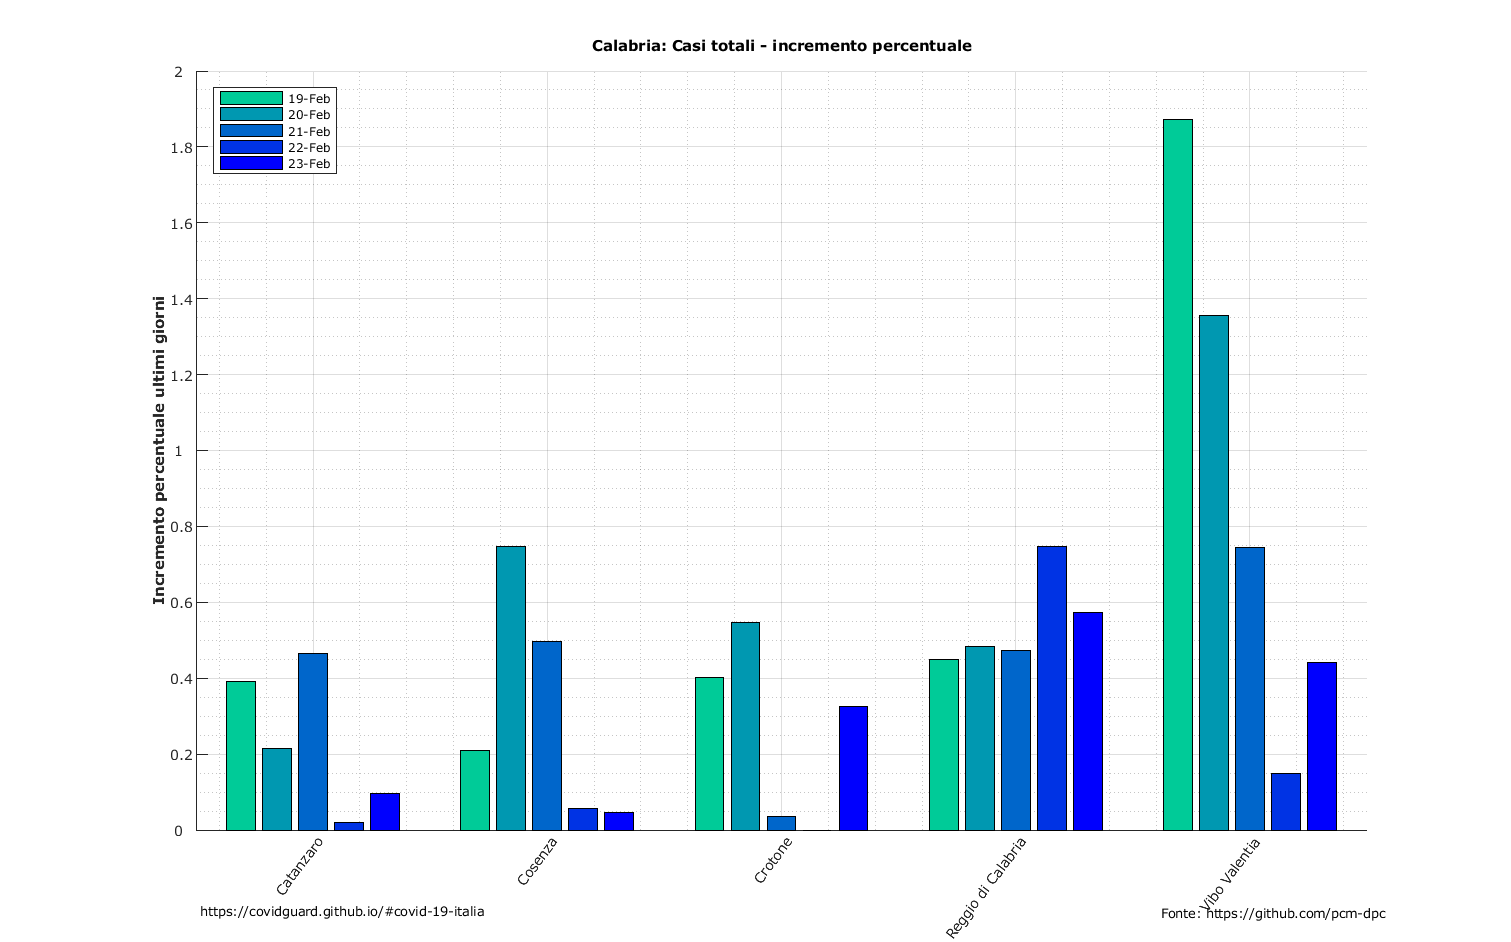 Calabria: Casi totali - incremento percentuale
Incremento percentuale ultimi giorni
2
1.8
1.6
1.4
1.2
1
0.8
0.6
0.4
0.2
0
19-Feb
20-Feb
21-Feb
22-Feb
23-Feb
Catanzaro
Cosenza
Crotone
Reggio di Calabria
Vibo Valentia
https://covidguard.github.io/#covid-19-italia
Fonte: https://github.com/pcm-dpc